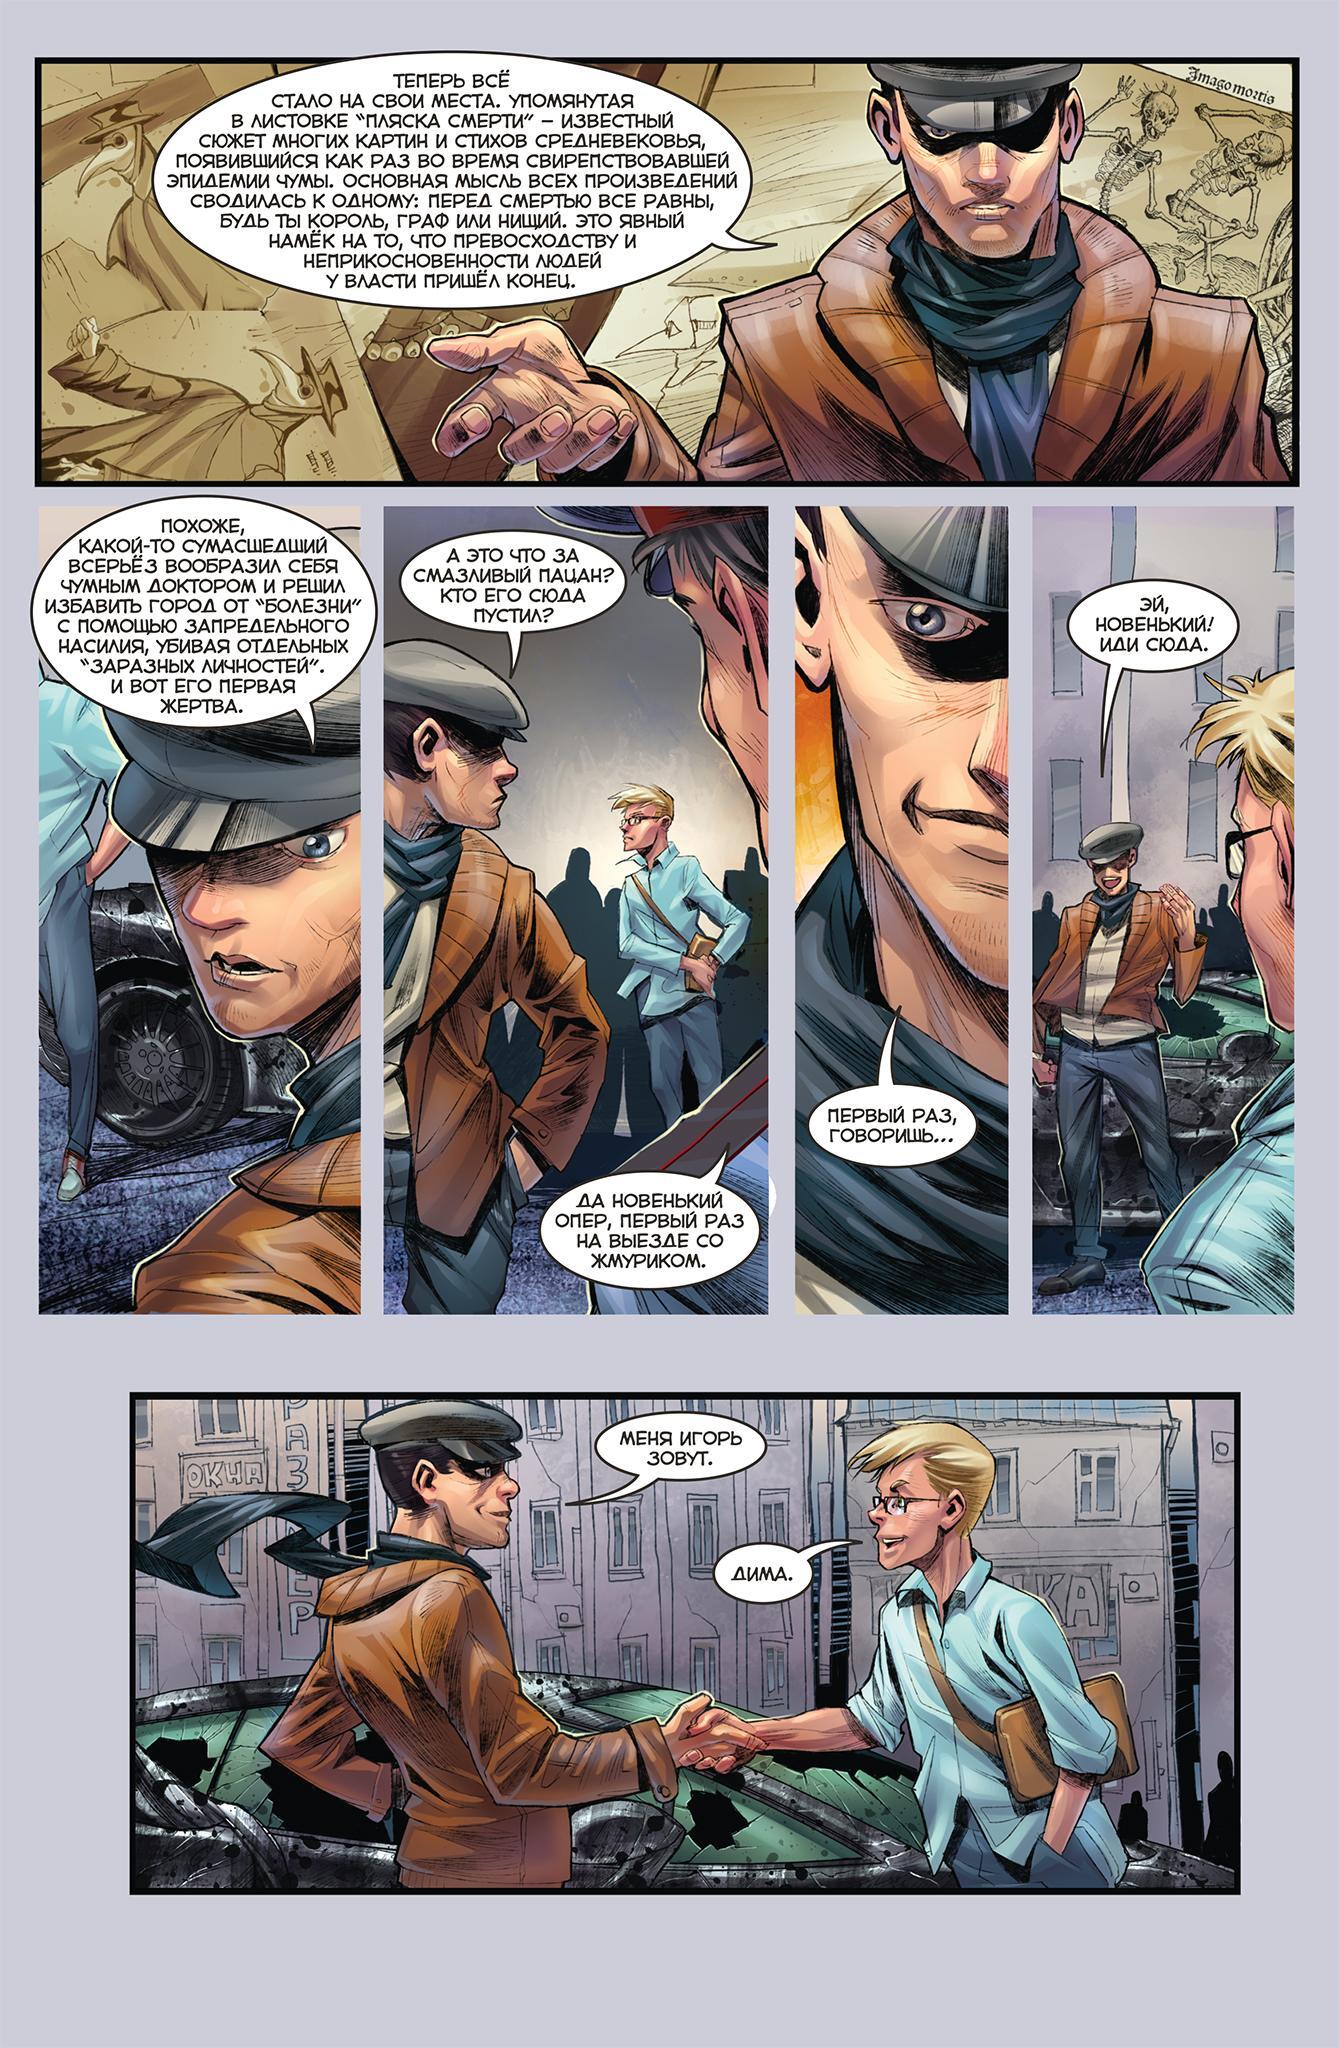 ТЕПЕРЬ ВСЁ
СТАЛО НА СВОИ МЕСТА. УПОМЯНУТАЯ
В ЛИСТОВКЕ "ПЛЯСКА СМЕРТИ" – ИЗВЕСТНЫЙ
СЮЖЕТ МНОГИХ КАРТИН И СТИХОВ СРЕДНЕВЕКОВЬЯ,
ПОЯВИВШИЙСЯ КАК РАЗ ВО ВРЕМЯ СВИРЕПСТВОВАВШЕЙ
ЭПИДЕМИИ ЧУМЫ. ОСНОВНАЯ МЫСЛЬ ВСЕХ ПРОИЗВЕДЕНИЙ
СВОДИЛАСЬ К ОДНОМУ: ПЕРЕД СМЕРТЬЮ ВСЕ РАВНЫ,
БУДЬ ТЫ КОРОЛЬ, ГРАФ ИЛИ НИЩИЙ. ЭТО ЯВНЫЙ
НАМЁК НА ТО, ЧТО ПРЕВОСХОДСТВУ И
НЕПРИКОСНОВЕННОСТИ ЛЮДЕЙ
У ВЛАСТИ ПРИШЁЛ КОНЕЦ.
Imago mortis
ПОХОЖЕ,
КАКОЙ-ТО СУМАСШЕДШИЙ
ВСЕРЬЁЗ ВООБРАЗИЛ СЕБЯ
ЧУМНЫМ ДОКТОРОМ И РЕШИЛ
ИЗБАВИТЬ ГОРОД ОТ "БОЛЕЗНИ"
С ПОМОЩЬЮ ЗАПРЕДЕЛЬНОГО
НАСИЛИЯ, УБИВАЯ ОТДЕЛЬНЫХ
"ЗАРАЗНЫХ ЛИЧНОСТЕЙ".
И ВОТ ЕГО ПЕРВАЯ
ЖЕРТВА.
А ЭТО ЧТО ЗА
СМАЗЛИВЫЙ ПАЦАН?
КТО ЕГО СЮДА
ПУСТИЛ?
ДА НОВЕНЬКИЙ
ОПЕР, ПЕРВЫЙ РАЗ
НА ВЫЕЗДЕ СО
ЖМУРИКОМ.
ПЕРВЫЙ РАЗ,
ГОВОРИШЬ...
ЭЙ,
НОВЕНЬКИЙ!
ИДИ СЮДА.
ОКНА
МЕНЯ ИГОРЬ
ЗОВУТ.
ДИМА.